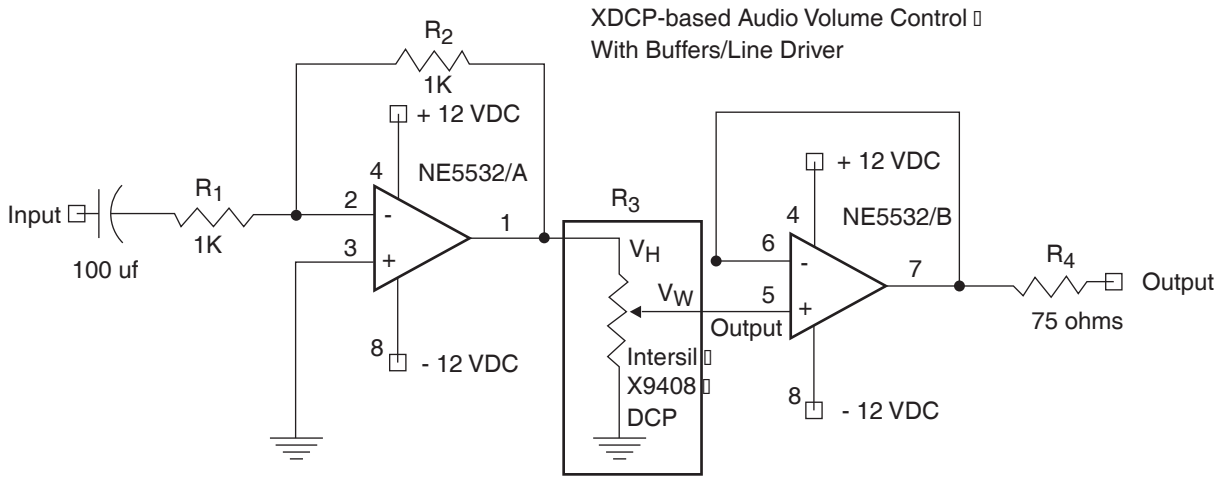 XDCP-based Audio Volume Control
With Buffers/Line Driver
R2
1K
+ 12 VDC
4
NE5532/A
Input
100 uf
R1
1K
2
-
3
+
1
8
- 12 VDC
R3
VH
VW
Output
Intersil
X9408
DCP
+ 12 VDC
4
NE5532/B
6
-
5
+
7
8
- 12 VDC
R4
75 ohms
Output